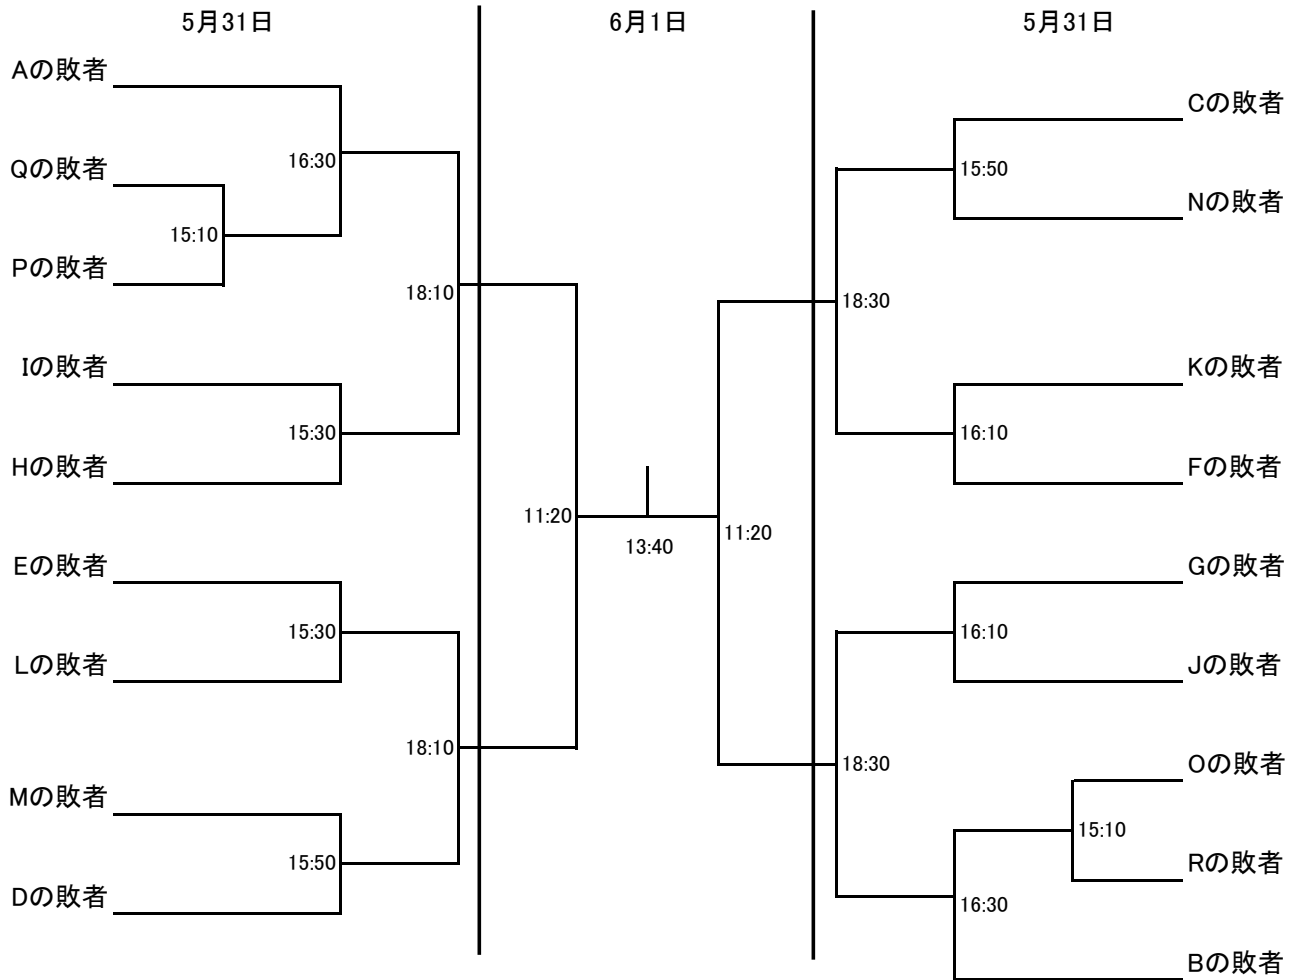 5月31日
6月1日
5月31日
Aの敗者
Cの敗者
16:30
Qの敗者
15:50
Nの敗者
15:10
Pの敗者
18:10
18:30
Iの敗者
Kの敗者
15:30
16:10
Hの敗者
Fの敗者
11:20
13:40
11:20
Eの敗者
Gの敗者
15:30
16:10
Lの敗者
Jの敗者
18:10
18:30
Oの敗者
Mの敗者
15:10
15:50
Rの敗者
Dの敗者
16:30
Bの敗者